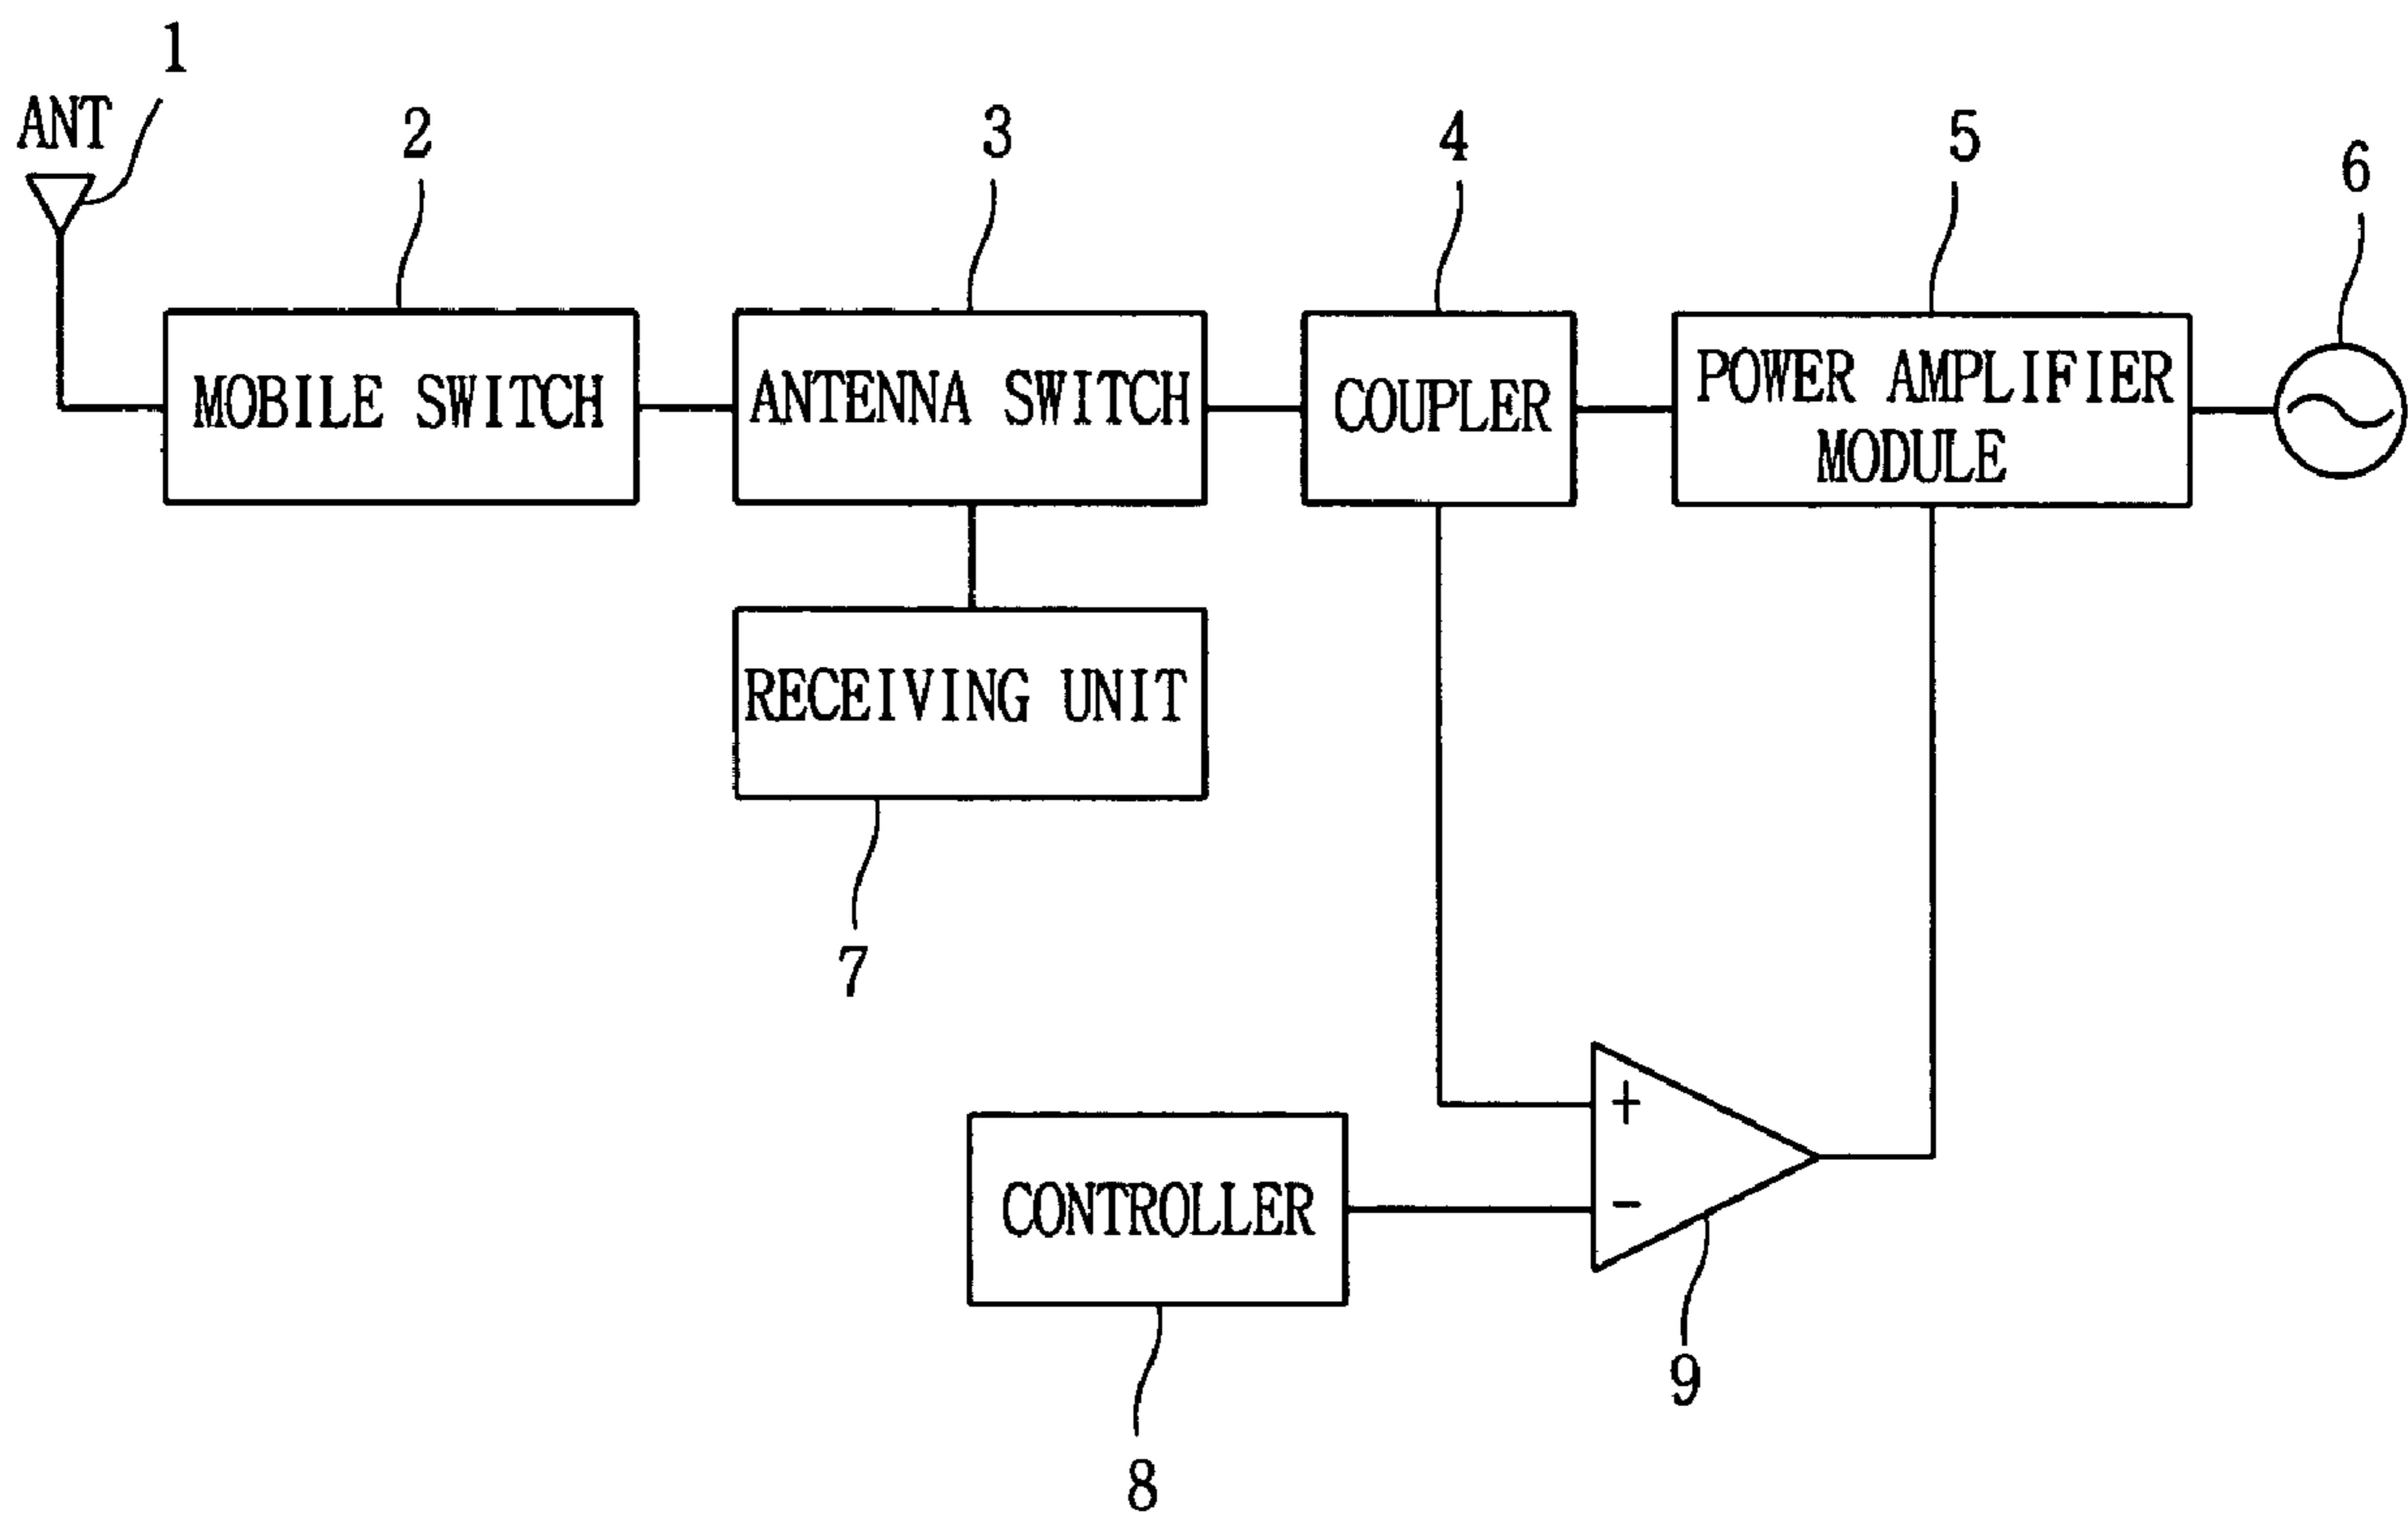 1
ANT
2
3
4
5
6
MOBILE SWITCH
ANTENNA SWITCH
COUPLER
POWER AMPLIFIER
MODULE
RECEIVING UNIT
7
+
-
CONTROLLER
9
8